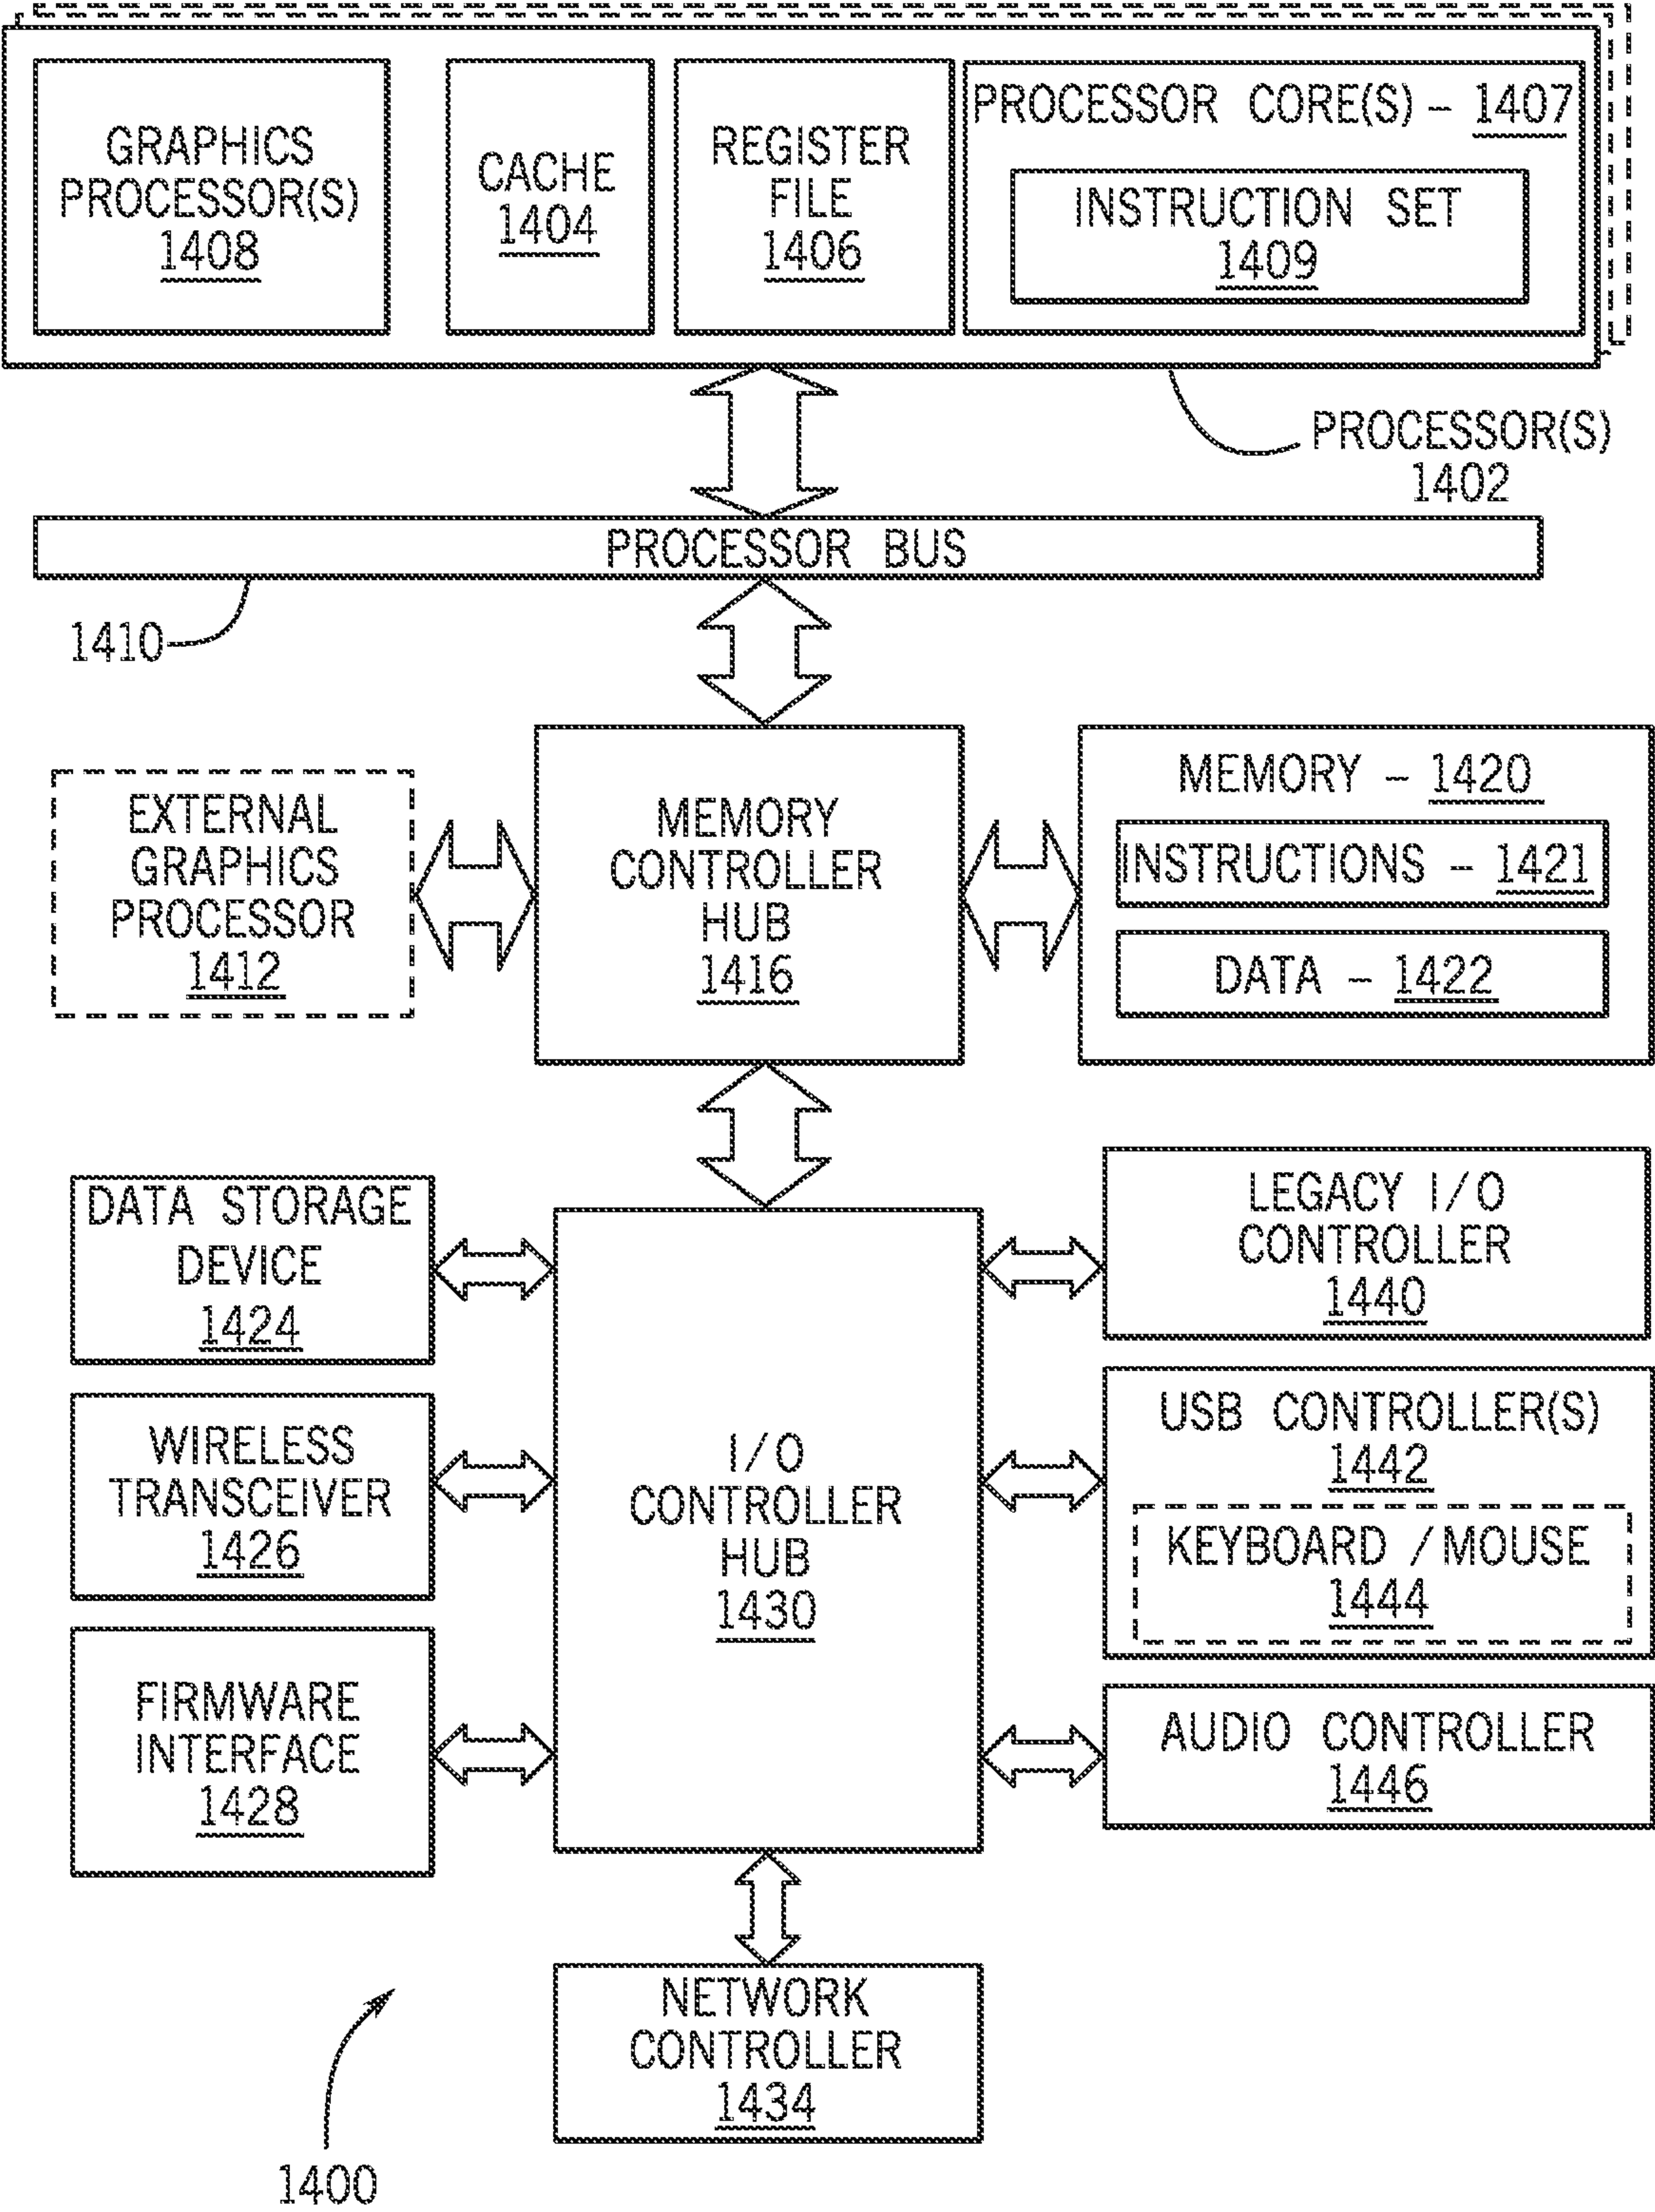 GRAPHICS
PROCESSOR(S)
1408
CACHE
1404
REGISTER
FILE
1406
PROCESSOR CORE(S) – 1407
INSTRUCTION SET
1409
PROCESSOR(S)
1402
PROCESSOR BUS
1410
EXTERNAL
GRAPHICS
PROCESSOR
1412
MEMORY
CONTROLLER
HUB
1416
MEMORY – 1420
INSTRUCTIONS – 1421
DATA – 1422
DATA STORAGE
DEVICE
1424
WIRELESS
TRANSCEIVER
1426
FIRMWARE
INTERFACE
1428
I/O
CONTROLLER
HUB
1430
LEGACY I/O
CONTROLLER
1440
USB CONTROLLER(S)
1442
KEYBOARD /MOUSE
1444
AUDIO CONTROLLER
1446
NETWORK
CONTROLLER
1434
1400